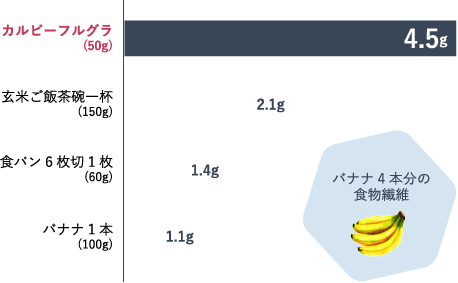 カルビーフルグラ
(50g)
4.5g
玄米ご飯茶碗一杯
(150g)
2.1g
食パン6枚切1枚
(60g)
1.4g
バナナ4本分の
食物繊維
バナナ1本
(100g)
1.1g